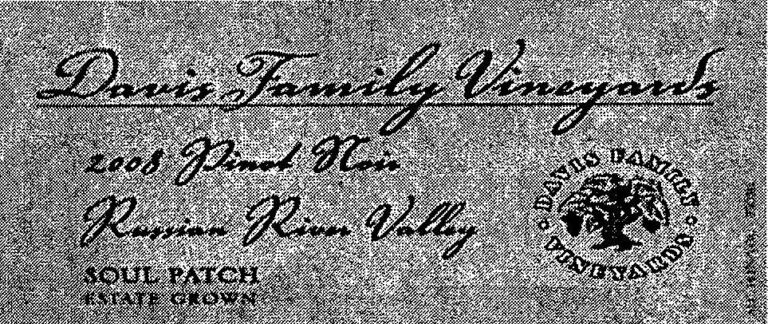 Davis Family Vineyards
2008 Pinot Noir
Russian River Valley
SOUL PATCH
ESTATE GROWN
DAVIS FAMILY
VINEYARDS